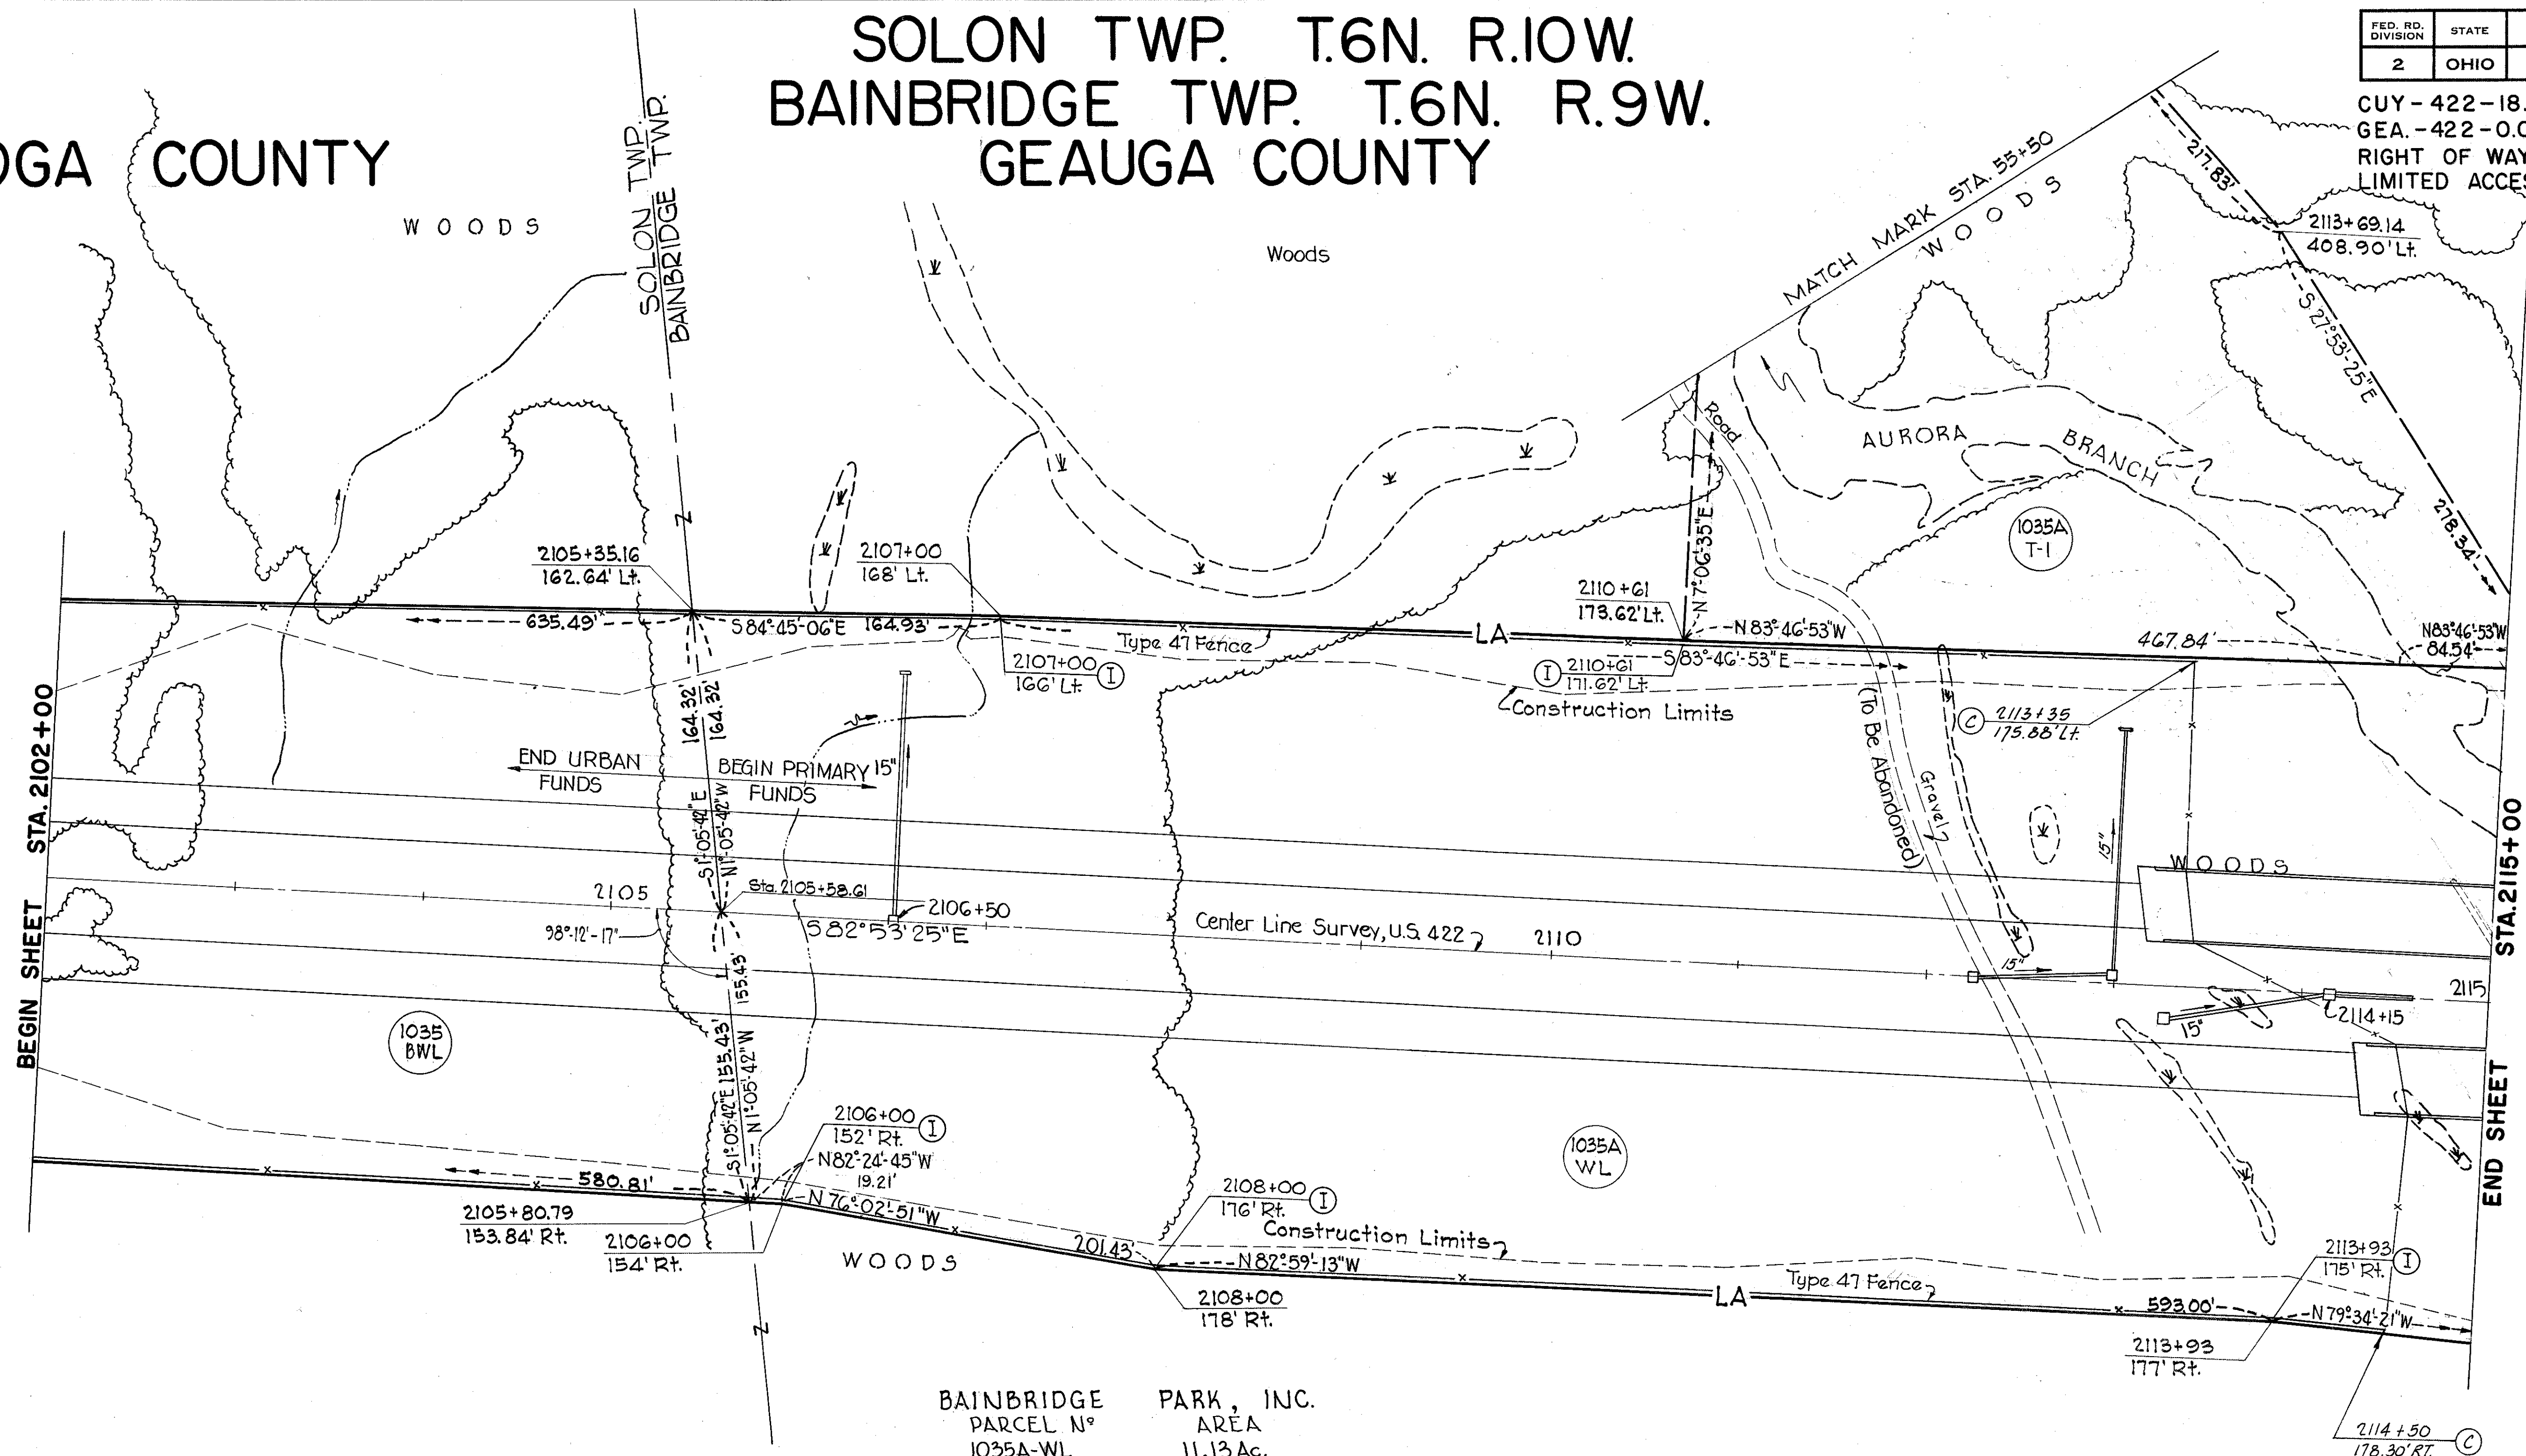 SOLON TWP. T.6N. R.10W.
BAINBRIDGE TWP. T.6N. R.9W.
GEAUGA COUNTY
OGA COUNTY
FED. RD. DIVISION
STATE
2
OHIO
CUY-422-18.
GEA.-422-0.0
RIGHT OF WAY
LIMITED ACCES
WOODS
SOLON TWP.
BAINBRIDGE TWP.
Woods
MATCH MARK STA. 55+50
WOODS
217.83'
2113+69.14
408.90' Lt.
S 27°-53'-25" E
278.34'
Road
AURORA BRANCH
1035A
T-1
2105+35.16
162.64' Lt.
2107+00
168' Lt.
2110+61
173.62' Lt.
N 7°-06'-35" E
635.49'
S 84°-45'-06" E 164.93'
Type 47 Fence
LA
N 83°-46'-53" W
S 83°-46'-53" E
467.84'
N83°46'-53"W
84.54'
2107+00
166' Lt. I
I 2110+61
171.62' Lt.
Construction Limits
(To Be Abandoned)
Gravel
C 2113+35
175.88' Lt.
164.32'
164.32'
END URBAN FUNDS
BEGIN PRIMARY FUNDS
15"
S1°-05'-42"E
N1°-05'-42"W
15"
WOODS
BEGIN SHEET STA. 2102+00
2105
Sta. 2105+58.61
2106+50
98°-12'-17"
S82°53'25"E
Center Line Survey, U.S. 422
2110
15"
2115
15"
2114+15
END SHEET STA. 2115+00
1035
BWL
155.43'
S1°-05'-42"E 155.43'
N1°-05'-42"W
2106+00 I
152' Rt.
N82°-24'-45"W
19.21'
1035A
WL
580.81'
N 76°-02'-51" W
2105+80.79
153.84' Rt.
2106+00
154' Rt.
WOODS
201.43'
2108+00 I
176' Rt.
Construction Limits
N 82°-59'-13" W
2108+00
178' Rt.
LA
Type 47 Fence
593.00'
2113+93 I
175' Rt.
N 79°-34'-21" W
2113+93
177' Rt.
2114+50 C
178.30' RT.
BAINBRIDGE PARK, INC.
PARCEL Nº AREA
1035A-WL 11.13 Ac.